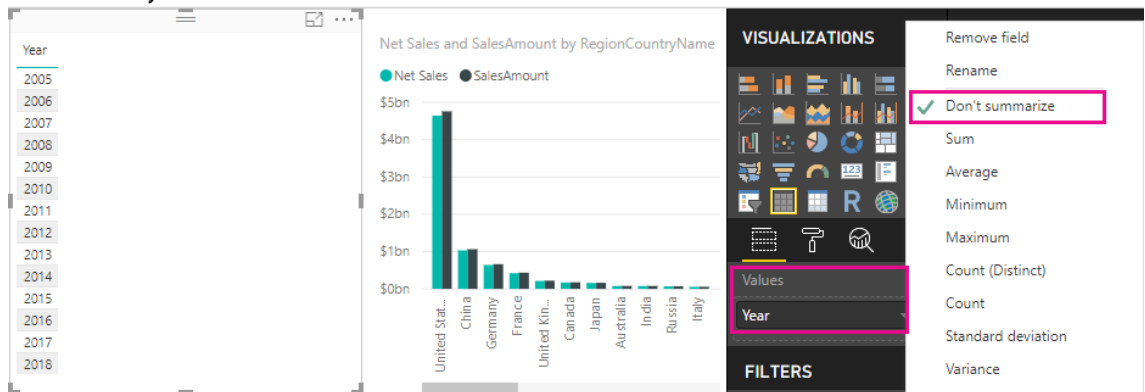 Year
2005
2006
2007
2008
2009
2010
2011
2012
2013
2014
2015
2016
2017
2018
Net Sales and SalesAmount by RegionCountryName
Net Sales SalesAmount
$5bn
$4bn
$3bn
$2bn
$1bn
$0bn
United Stat...
China
Germany
France
United Kin...
Canada
Japan
Australia
India
Russia
Italy
VISUALIZATIONS
123
R
Values
Year
FILTERS
Remove field
Rename
Don't summarize
Sum
Average
Minimum
Maximum
Count (Distinct)
Count
Standard deviation
Variance